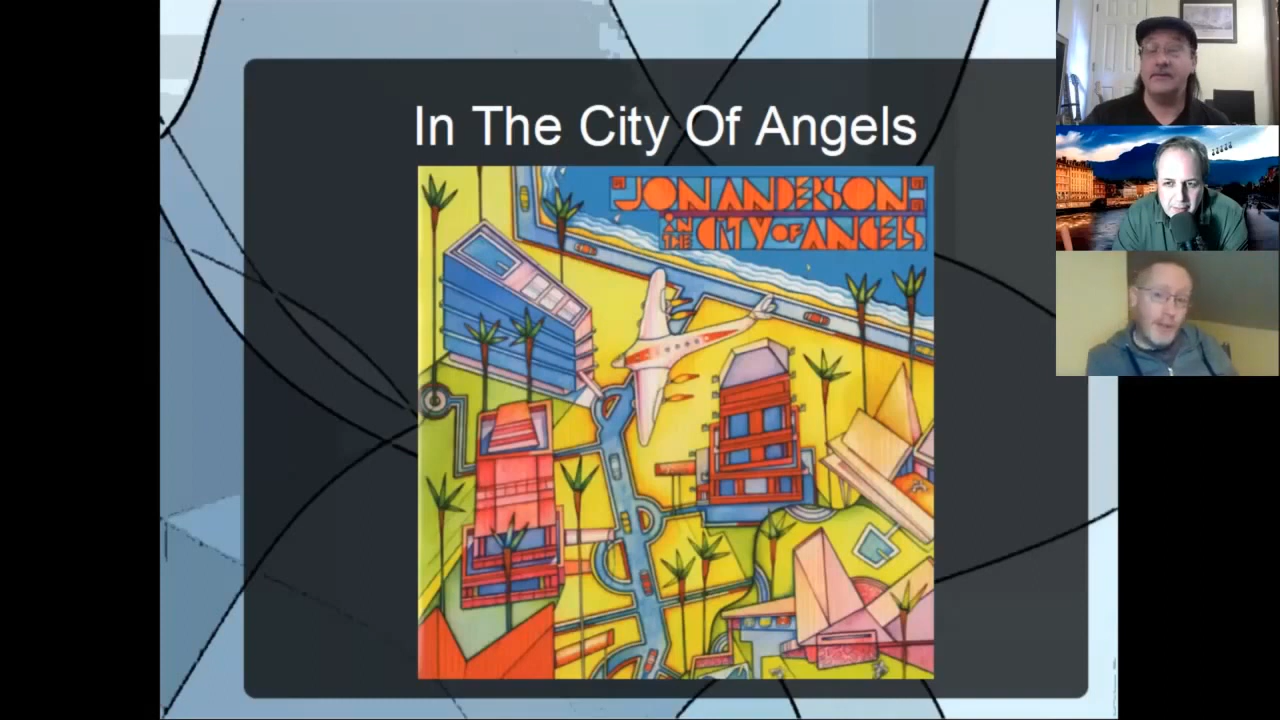 In The City Of Angels
JON ANDERSON
iN THE CiTY OF ANGELS